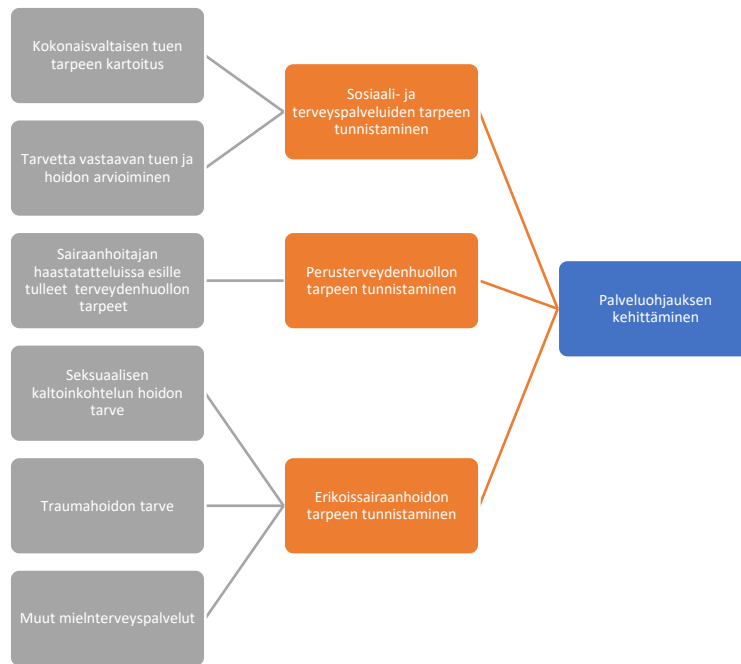 Kokonaisvaltaisen tuen
tarpeen kartoitus
Tarvetta vastaavan tuen ja
hoidon arvioiminen
Sairaanhoitajan
haastatatteluissa esille
tulleet terveydenhuollon
tarpeet
Seksuaalisen
kaltoinkohtelun hoidon
tarve
Traumahoidon tarve
Muut mielnterveyspalvelut
Sosiaali- ja
terveyspalveluiden tarpeen
tunnistaminen
Perusterveydenhuollon
tarpeen tunnistaminen
Erikoissairaanhoidon
tarpeen tunnistaminen
Palveluohjauksen
kehittäminen